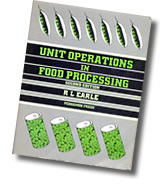 UNIT OPERATIONS
IN
FOOD PROCESSING
SECOND EDITION
R L EARLE
PERGAMON PRESS